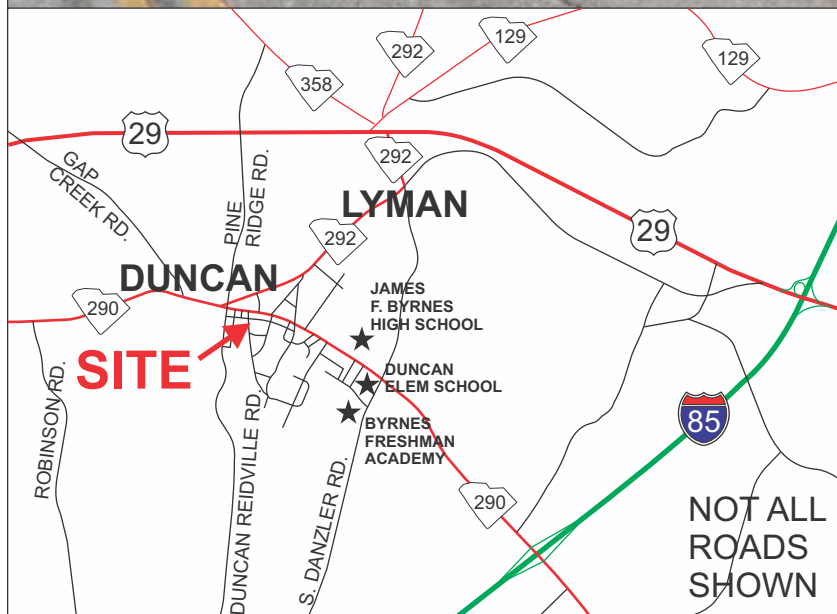 292
129
129
358
29
292
GAP
CREEK RD.
PINE
RIDGE RD.
LYMAN
292
29
DUNCAN
290
JAMES
F. BYRNES
HIGH SCHOOL
SITE
DUNCAN
ELEM SCHOOL
ROBINSON RD.
DUNCAN REIDVILLE RD.
BYRNES
FRESHMAN
ACADEMY
85
S. DANZLER RD.
290
NOT ALL
ROADS
SHOWN